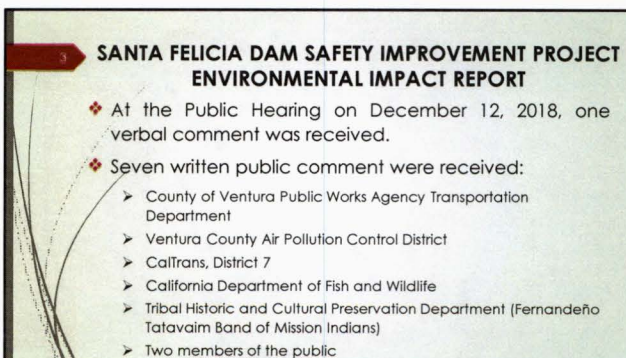 3
SANTA FELICIA DAM SAFETY IMPROVEMENT PROJECT
ENVIRONMENTAL IMPACT REPORT
❖ At the Public Hearing on December 12, 2018, one
verbal comment was received.
❖ Seven written public comment were received:
➢ County of Ventura Public Works Agency Transportation
Department
➢ Ventura County Air Pollution Control District
➢ CalTrans, District 7
➢ California Department of Fish and Wildlife
➢ Tribal Historic and Cultural Preservation Department (Fernandeño
Tatavaim Band of Mission Indians)
➢ Two members of the public